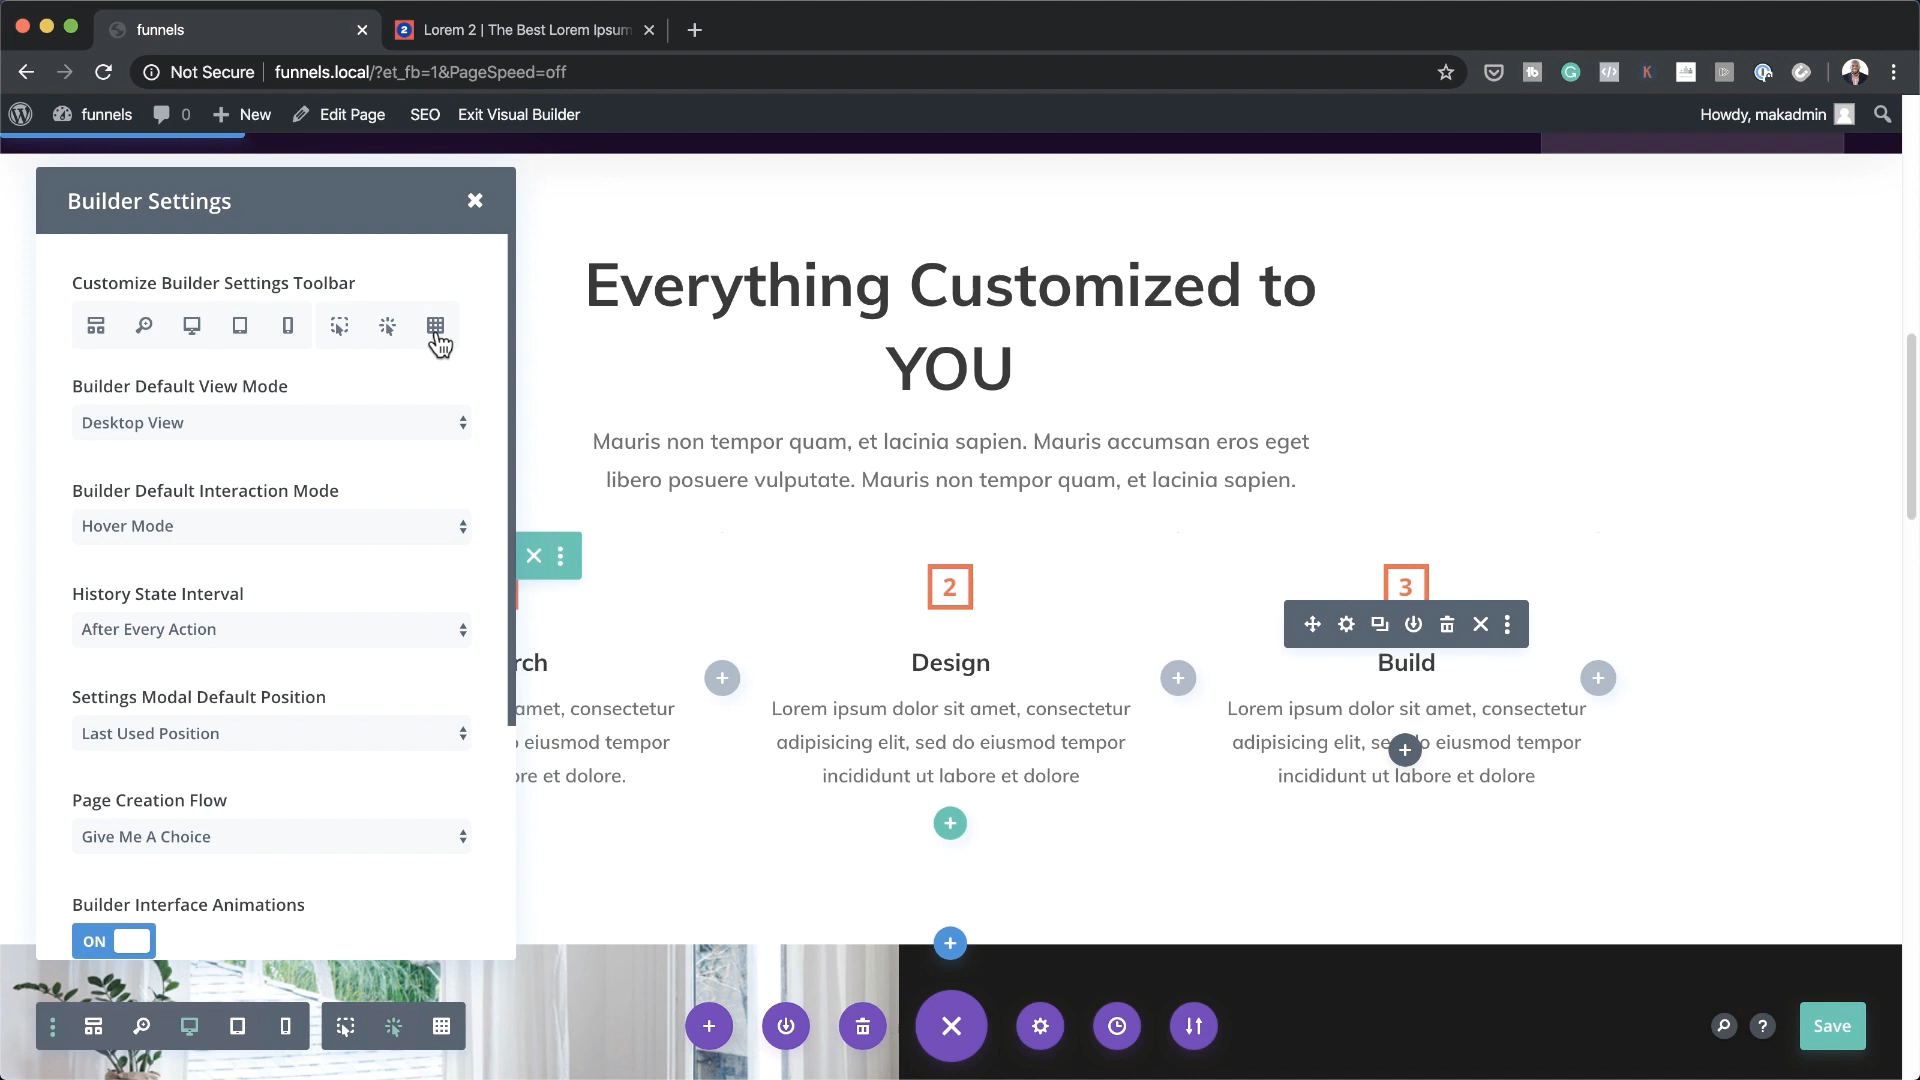 funnels
2 Lorem 2 | The Best Lorem Ipsum
Not Secure | funnels.local/?et_fb=1&PageSpeed=off
funnels 0 New Edit Page SEO Exit Visual Builder Howdy, makadmin
Builder Settings
Customize Builder Settings Toolbar
Builder Default View Mode
Desktop View
Builder Default Interaction Mode
Hover Mode
History State Interval
After Every Action
Settings Modal Default Position
Last Used Position
Page Creation Flow
Give Me A Choice
Builder Interface Animations
ON
Everything Customized to
YOU
Mauris non tempor quam, et lacinia sapien. Mauris accumsan eros eget
libero posuere vulputate. Mauris non tempor quam, et lacinia sapien.
rch
amet, consectetur
eiusmod tempor
ore et dolore.
2
Design
Lorem ipsum dolor sit amet, consectetur
adipisicing elit, sed do eiusmod tempor
incididunt ut labore et dolore
3
Build
Lorem ipsum dolor sit amet, consectetur
adipisicing elit, se o eiusmod tempor
incididunt ut labore et dolore
?
Save